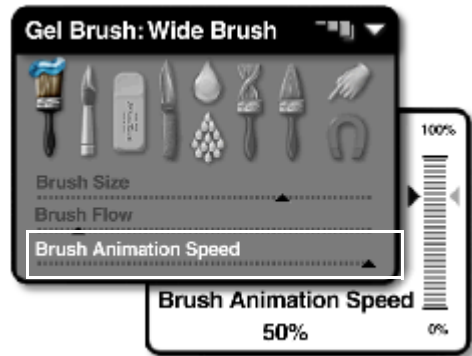 Gel Brush: Wide Brush
Brush Size
Brush Flow
Brush Animation Speed
100%
Brush Animation Speed
50%
0%